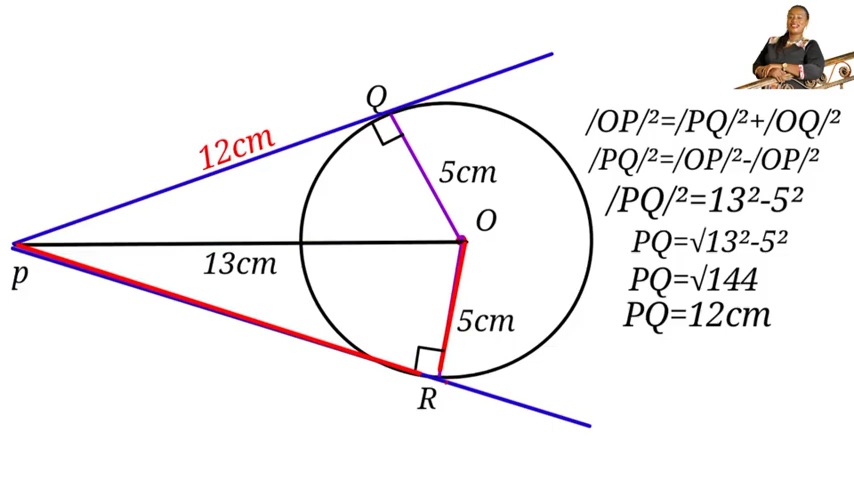 Q
12cm
5cm
O
13cm
p
5cm
R
/OP/²=/PQ/²+/OQ/²
/PQ/²=/OP/²-/OP/²
/PQ/²=13²-5²
PQ=√13²-5²
PQ=√144
PQ=12cm